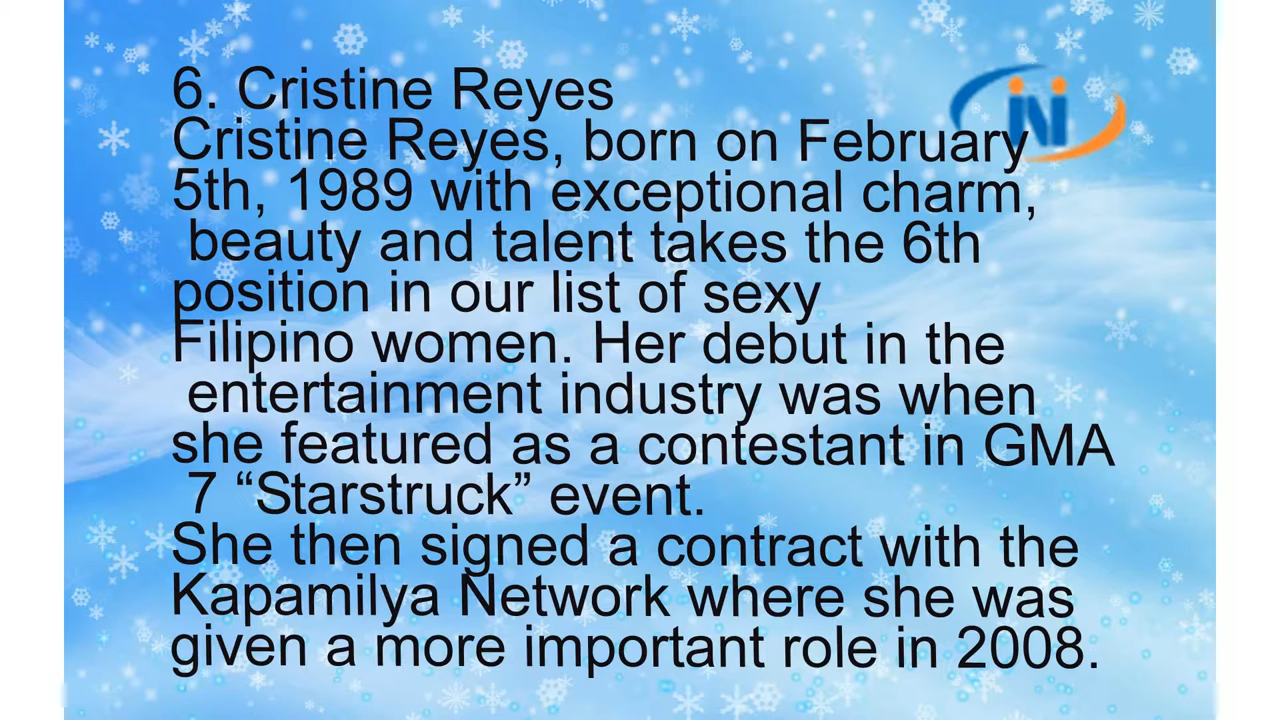 6. Cristine Reyes
Cristine Reyes, born on February
5th, 1989 with exceptional charm,
beauty and talent takes the 6th
position in our list of sexy
Filipino women. Her debut in the
entertainment industry was when
she featured as a contestant in GMA
7 “Starstruck” event.
She then signed a contract with the
Kapamilya Network where she was
given a more important role in 2008.